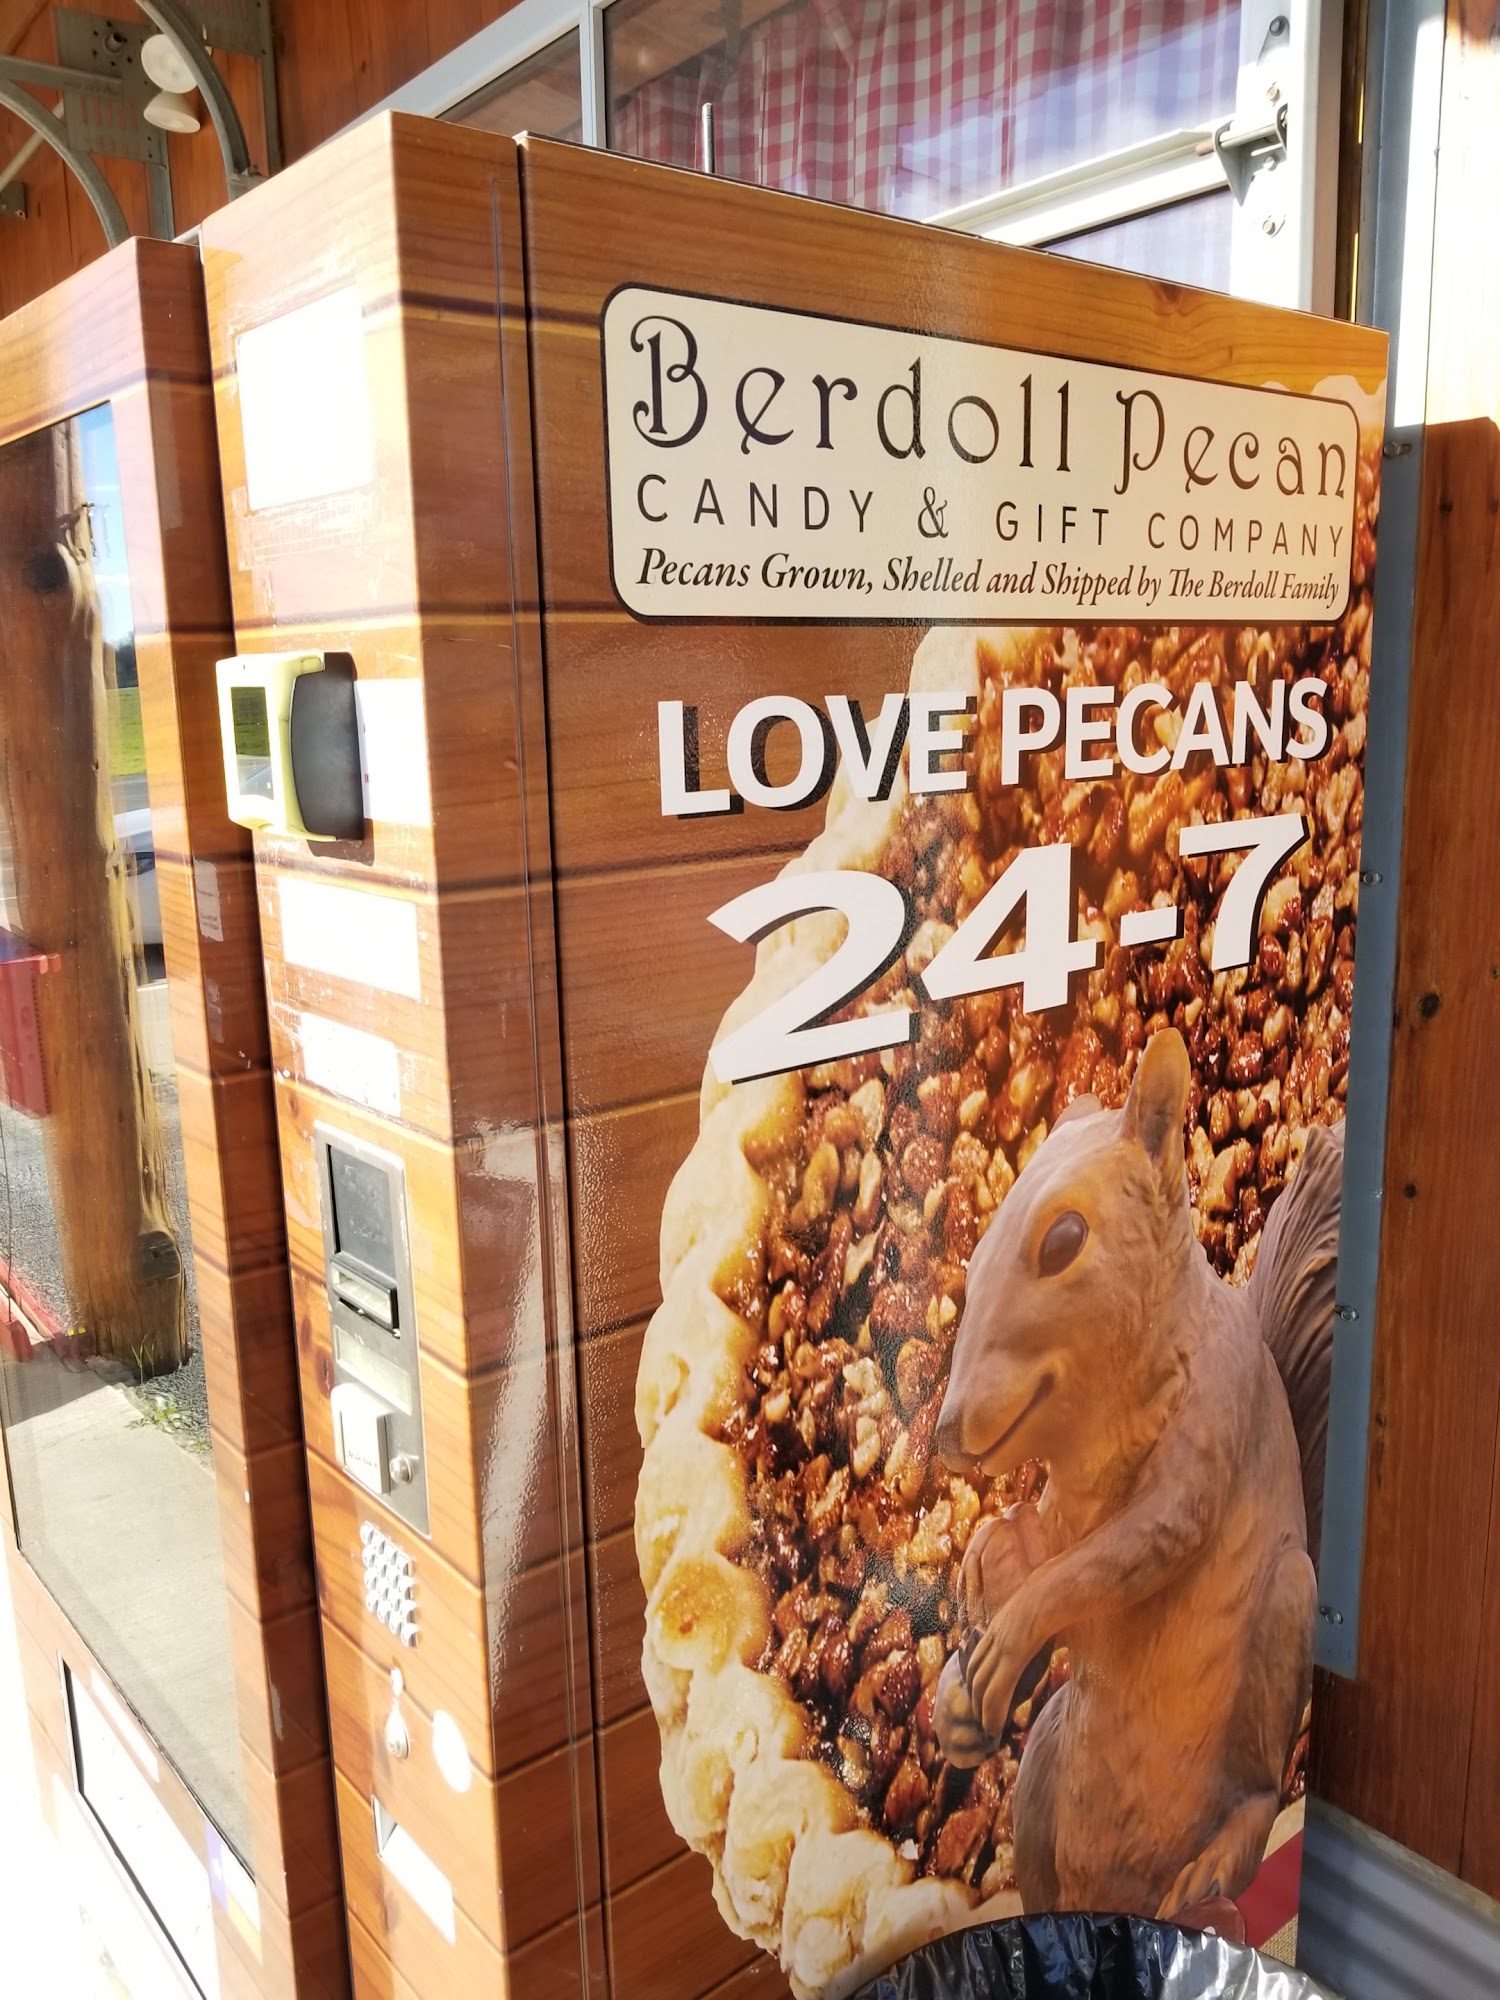 Berdoll Pecan
CANDY & GIFT COMPANY
Pecans Grown, Shelled and Shipped by The Berdoll Family
LOVE PECANS
24-7